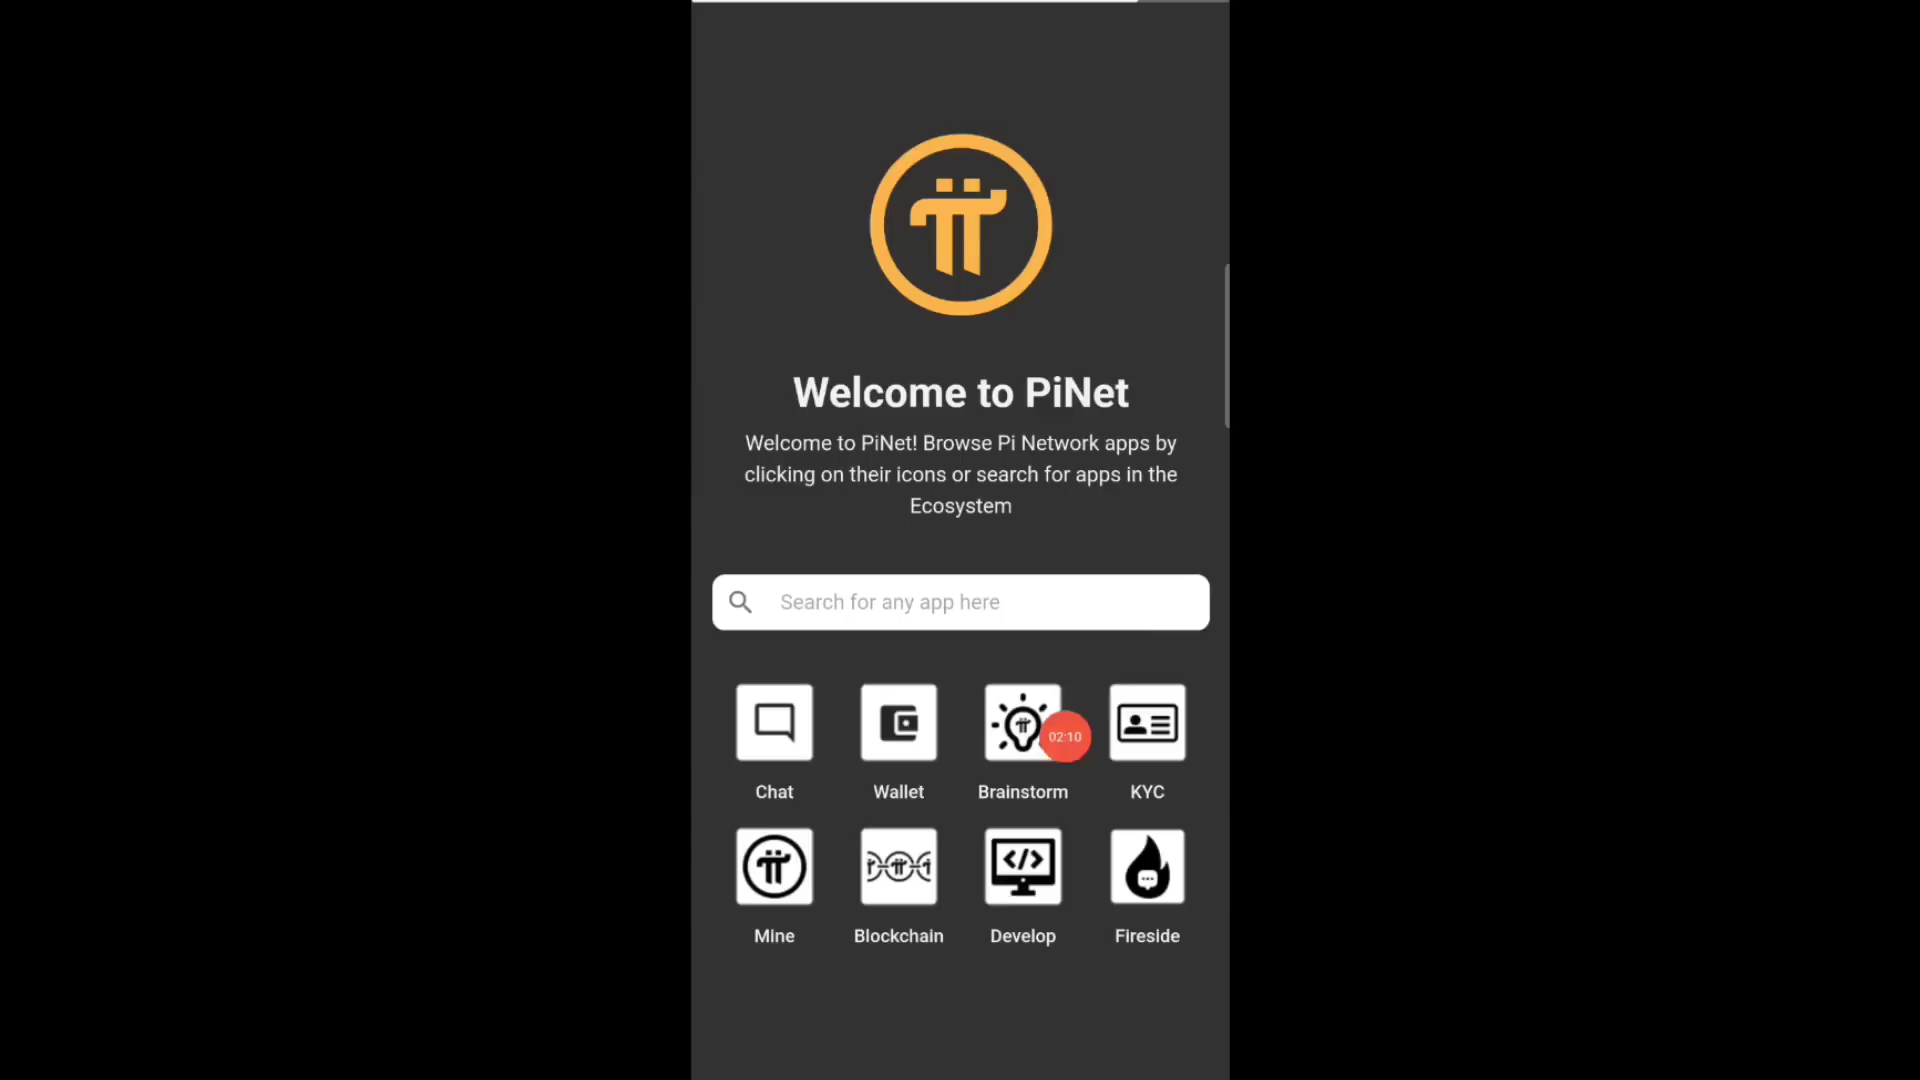 Welcome to PiNet
Welcome to PiNet! Browse Pi Network apps by
clicking on their icons or search for apps in the
Ecosystem
Search for any app here
02:10
Chat Wallet Brainstorm KYC
Mine Blockchain Develop Fireside